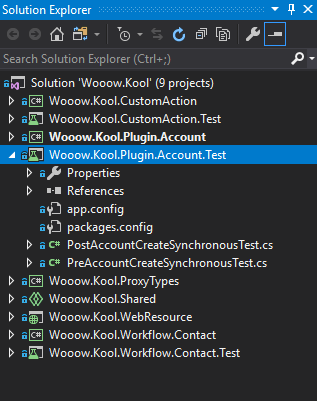 Solution Explorer
Search Solution Explorer (Ctrl+;)
Solution 'Wooow.Kool' (9 projects)
C# Wooow.Kool.CustomAction
Wooow.Kool.CustomAction.Test
C# Wooow.Kool.Plugin.Account
Wooow.Kool.Plugin.Account.Test
Properties
References
app.config
packages.config
C# PostAccountCreateSynchronousTest.cs
C# PreAccountCreateSynchronousTest.cs
C# Wooow.Kool.ProxyTypes
Wooow.Kool.Shared
Wooow.Kool.WebResource
C# Wooow.Kool.Workflow.Contact
Wooow.Kool.Workflow.Contact.Test